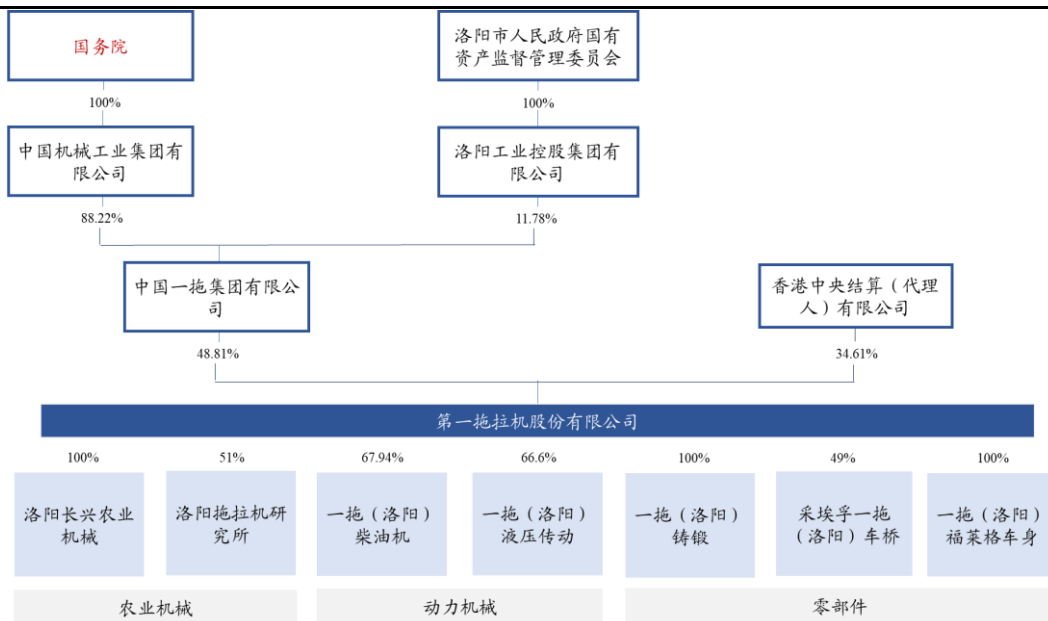 国务院
洛阳市人民政府国有
资产监督管理委员会
100%
100%
中国机械工业集团有
限公司
洛阳工业控股集团有
限公司
88.22%
11.78%
中国一拖集团有限公
司
香港中央结算（代理
人）有限公司
48.81%
34.61%
第一拖拉机股份有限公司
100%
51%
67.94%
66.6%
100%
49%
100%
洛阳长兴农业
机械
洛阳拖拉机研
究所
一拖（洛阳）
柴油机
一拖（洛阳）
液压传动
一拖（洛阳）
铸锻
采埃孚一拖
（洛阳）车桥
一拖（洛阳）
福莱格车身
农业机械
动力机械
零部件